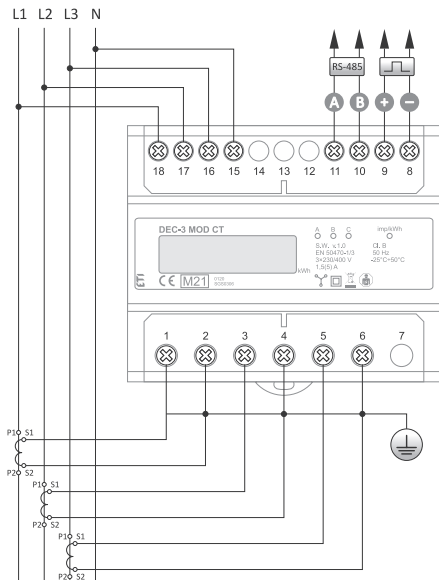 L1 L2 L3 N
RS-485
A B + −
18 17 16 15 14 13 12 11 10 9 8
DEC-3 MOD CT
A B C imp/kWh
EN 50470-1/3
3×230/400 V
1.5(5) A
Cl. B
50 Hz
-25°C÷50°C
kWh
ETI
CE M21
1 2 3 4 5 6 7
P1 S1
P2 S2
P1 S1
P2 S2
P1 S1
P2 S2